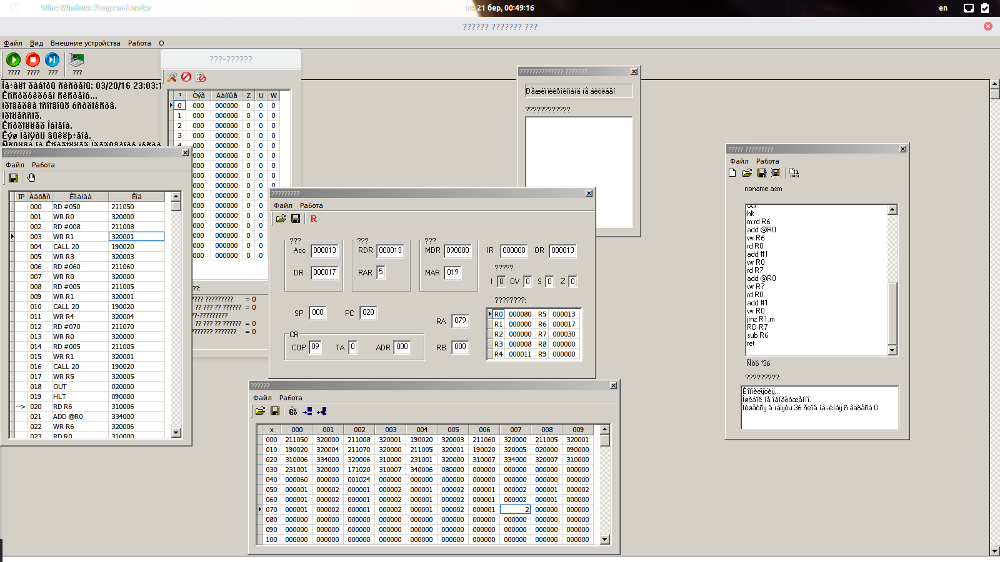 Wine Windows Program Loader
пн 21 бер, 00:49:16
en
?????? ??????? ???
Файл Вид Внешние устройства Работа О
???? ???? ??? ???
Íà÷àëî ðàáîòû ñèñòåìû: 03/20/16 23:03:1
Êîíñòðóèðóåì ñèñòåìó...
Ïðîâåðêà îñíîâíûõ óñòðîéñòâ.
Ïðîöåññîð.
Êîíòðîëëåð Îáìåíà.
Êýø Ïàìÿòü âûêëþ÷åíà.
???-??????
¹ Òýã Äàííûå Z U W
0 000 000000 0 0 0
1 000 000000 0 0 0
2 000 000000 0 0 0
3 000 000000 0 0 0
4 000 000000 0 0 0
000 000000 0 0 0
000 000000 0 0 0
000 000000 0 0 0
000 000000 0 0 0
000 000000 0 0 0
000 000000 0 0 0
000 000000 0 0 0
000 000000 0 0 0
000 000000 0 0 0
000 000000 0 0 0
000 000000 0 0 0
??:
???? ????????? = 0
?? ??? ?? ?????? = 0
??-?????????
?? ??? ?? ?????? = 0
??????? ??????? = 0
?????????????? ???????
Ðåæèì ìèêðîêîìàíä íå àêòèâåí
?????????????:
?????????
Файл Работа
IP Àäðåñ Êîìàíäà Êîä
000 RD #050 211050
001 WR R0 320000
002 RD #008 211008
003 WR R1 320001
004 CALL 20 190020
005 WR R3 320003
006 RD #060 211060
007 WR R0 320000
008 RD #005 211005
009 WR R1 320001
010 CALL 20 190020
011 WR R4 320004
012 RD #070 211070
013 WR R0 320000
014 RD #005 211005
015 WR R1 320001
016 CALL 20 190020
017 WR R5 320005
018 OUT 020000
019 HLT 090000
--> 020 RD R6 310006
021 ADD @R0 334000
022 WR R6 320006
023 RD R0 310000
?????????
Файл Работа
R
??? ??? ???
Acc 000013 RDR 000013 MDR 090000 IR 000000 OR 000013
DR 000017 RAR 5 MAR 019
?????:
I 0 OV 0 S 0 Z 0
????????:
SP 000 PC 020 RA 079
CR
COP 09 TA 0 ADR 000 RB 000
R0 000080 R5 000013
R1 000000 R6 000017
R2 000000 R7 000030
R3 000008 R8 000000
R4 000011 R9 000000
??????
Файл Работа
GO
x 000 001 002 003 004 005 006 007 008 009
000 211050 320000 211008 320001 190020 320003 211060 320000 211005 320001
010 190020 320004 211070 320000 211005 320001 190020 320005 020000 090000
020 310006 334000 320006 310000 231001 320000 310007 334000 320007 310000
030 231001 320000 171020 310007 340006 080000 000000 000000 000000 000000
040 000060 000000 001024 000000 000000 000000 000000 000000 000000 000000
050 000001 000002 000001 000002 000001 000002 000001 000002 000001 000002
060 000001 000002 000001 000002 000001 000002 000001 000002 000001 000000
070 000001 000002 000001 000002 000001 000002 000001 2 000000 000000
080 000000 000000 000000 000000 000000 000000 000000 000000 000000 000000
090 000000 000000 000000 000000 000000 000000 000000 000000 000000 000000
100 000000 000000 000000 000000 000000 000000 000000 000000 000000 000000
????? ?????????
Файл Работа
noname.asm
out
hlt
m:rd R6
add @R0
wr R6
rd R0
add #1
wr R0
rd R7
add @R0
wr R7
rd R0
add #1
wr R0
jrnz R1,m
RD R7
sub R6
ret
Ñòð ¹36
?????????:
Êîìïèëÿöèÿ...
Îøèáîê íå îáíàðóæåííî.
Ïèøåòñÿ â ïàìÿòü 36 ñëîâ íà÷èíàÿ ñ àäðåñà 0